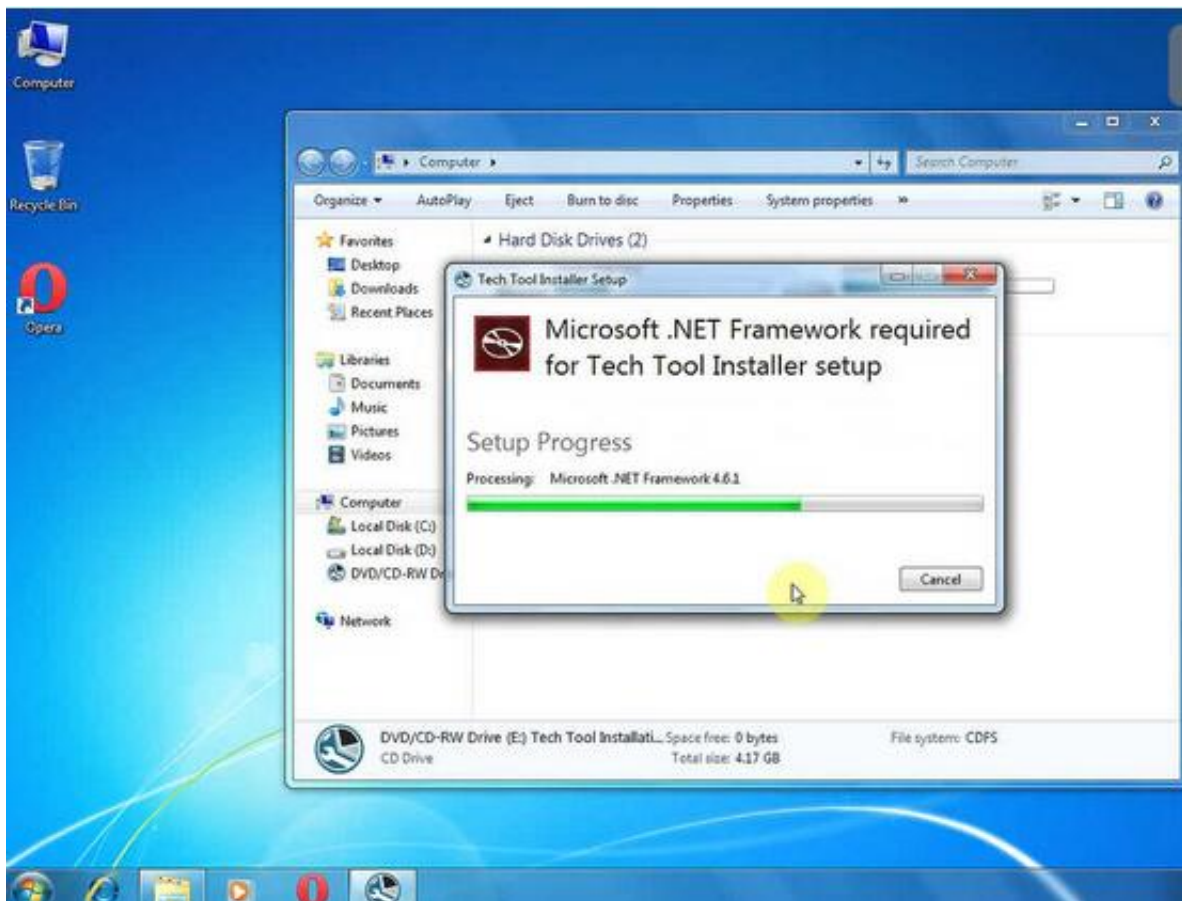 Computer
Recycle Bin
Opera
Computer
Search Computer
Organize
AutoPlay
Eject
Burn to disc
Properties
System properties
»
Favorites
Desktop
Downloads
Recent Places
Libraries
Documents
Music
Pictures
Videos
Computer
Local Disk (C:)
Local Disk (D:)
DVD/CD-RW
Network
Hard Disk Drives (2)
Tech Tool Installer Setup
Microsoft .NET Framework required
for Tech Tool Installer setup
Setup Progress
Processing: Microsoft .NET Framework 4.6.1
Cancel
DVD/CD-RW Drive (E:) Tech Tool Installati... Space free: 0 bytes File system: CDFS
CD Drive Total size: 4.17 GB